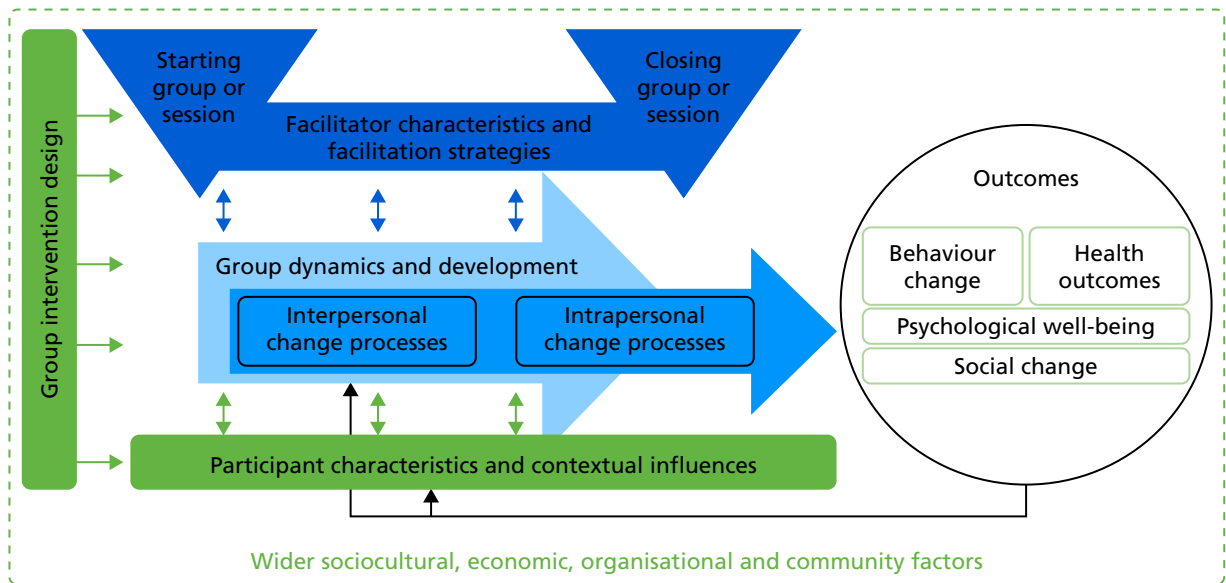 Group intervention design
Starting
group or
session
Closing
group or
session
Facilitator characteristics and
facilitation strategies
Group dynamics and development
Interpersonal
change processes
Intrapersonal
change processes
Participant characteristics and contextual influences
Outcomes
Behaviour
change
Health
outcomes
Psychological well-being
Social change
Wider sociocultural, economic, organisational and community factors